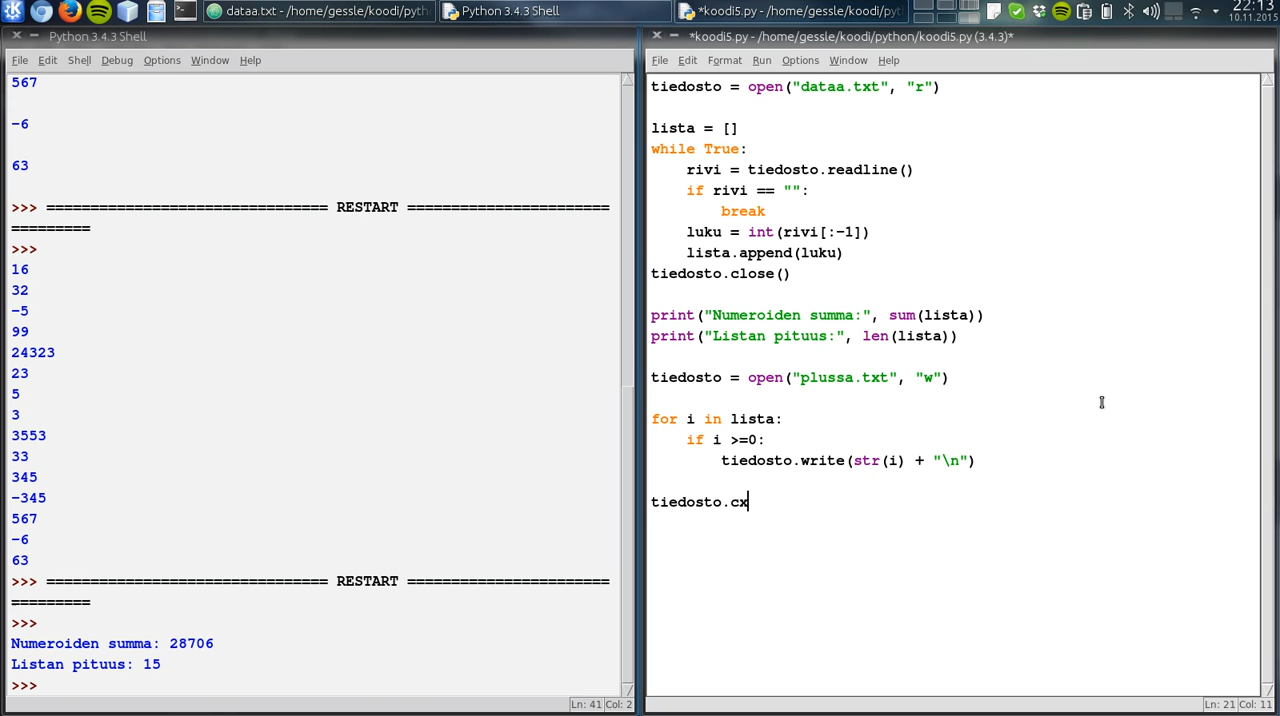 dataa.txt - /home/gessle/koodi/pyth
Python 3.4.3 Shell
*koodi5.py - /home/gessle/koodi/pyth
22:13
10.11.2015
Python 3.4.3 Shell
File Edit Shell Debug Options Window Help
567
-6
63
>>> ============================== RESTART ======================
=========
>>>
16
32
-5
99
24323
23
5
3
3553
33
345
-345
567
-6
63
>>> ============================== RESTART ======================
=========
>>>
Numeroiden summa: 28706
Listan pituus: 15
>>>
Ln: 41 Col: 2
*koodi5.py - /home/gessle/koodi/python/koodi5.py (3.4.3)*
File Edit Format Run Options Window Help
tiedosto = open("dataa.txt", "r")
lista = []
while True:
    rivi = tiedosto.readline()
    if rivi == "":
        break
    luku = int(rivi[:-1])
    lista.append(luku)
tiedosto.close()
print("Numeroiden summa:", sum(lista))
print("Listan pituus:", len(lista))
tiedosto = open("plussa.txt", "w")
for i in lista:
    if i >=0:
        tiedosto.write(str(i) + "\n")
tiedosto.cx
Ln: 21 Col: 11